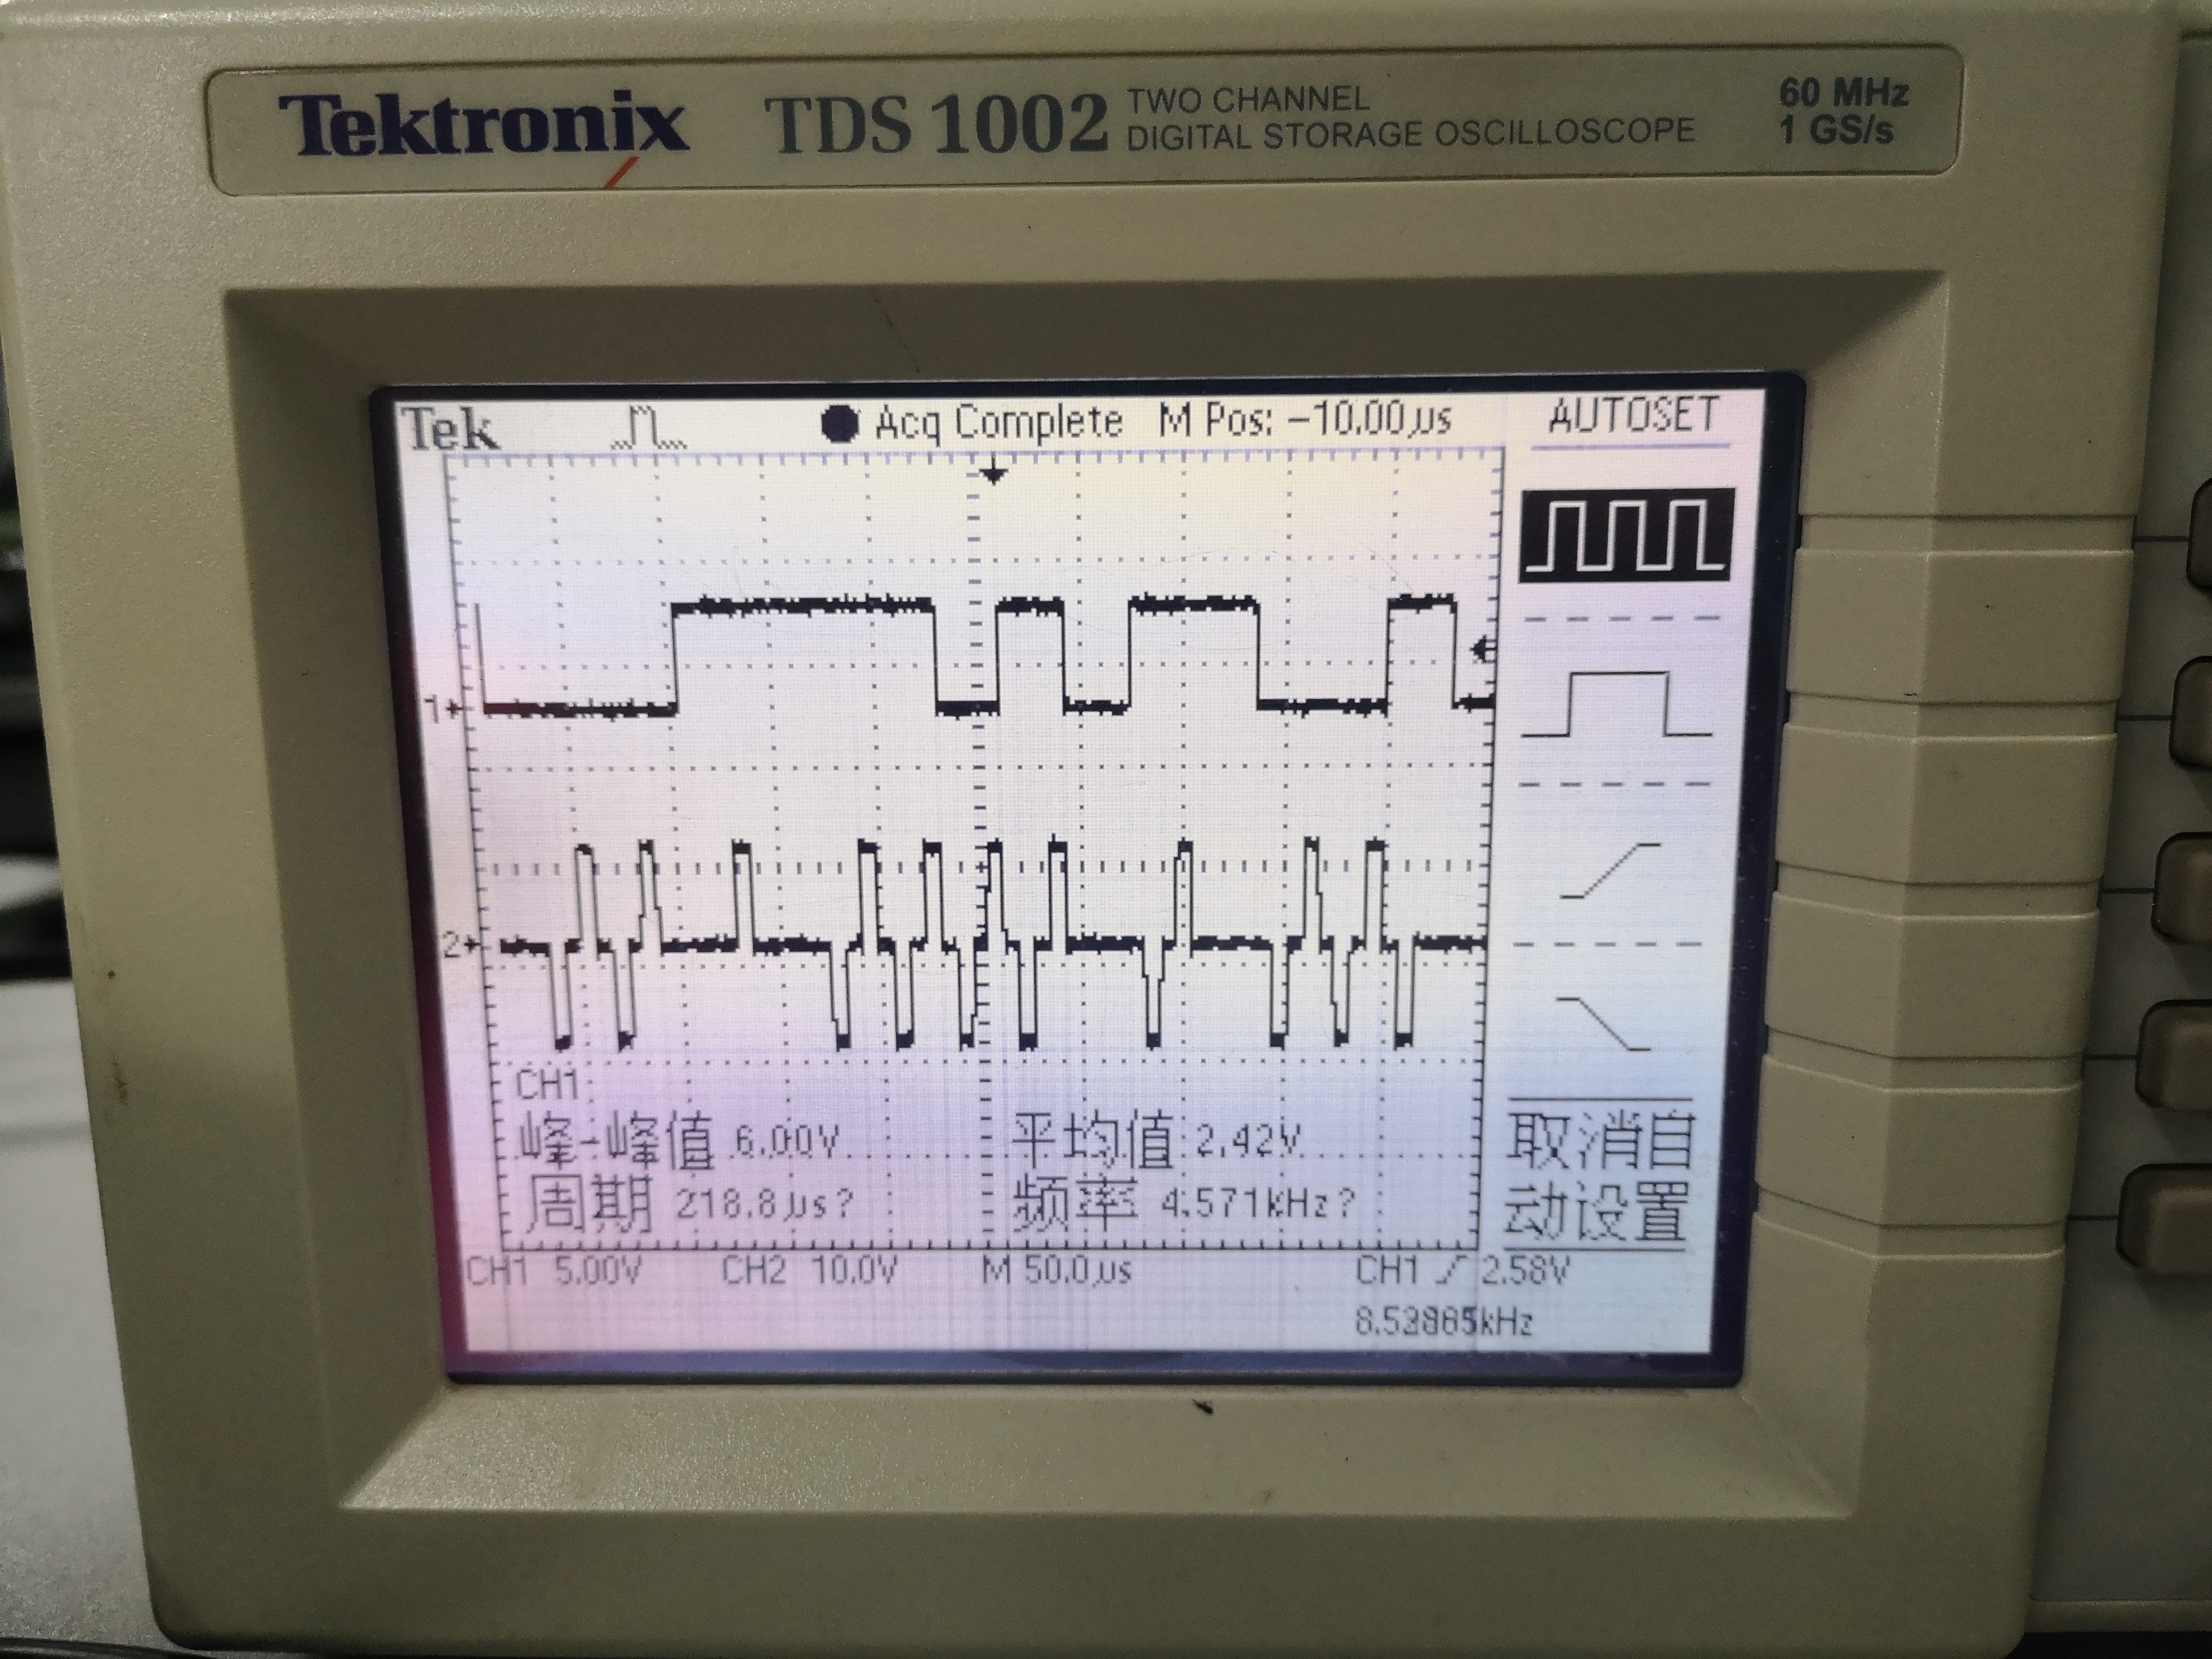 Tektronix TDS 1002 TWO CHANNEL DIGITAL STORAGE OSCILLOSCOPE 60 MHz 1 GS/s
Tek Acq Complete M Pos: -10.00µs AUTOSET
1
2
CH1
峰-峰值 6.00V 平均值 2.42V
周期 218.8µs? 频率 4.571kHz?
取消自
动设置
CH1 5.00V CH2 10.0V M 50.0µs CH1 2.58V